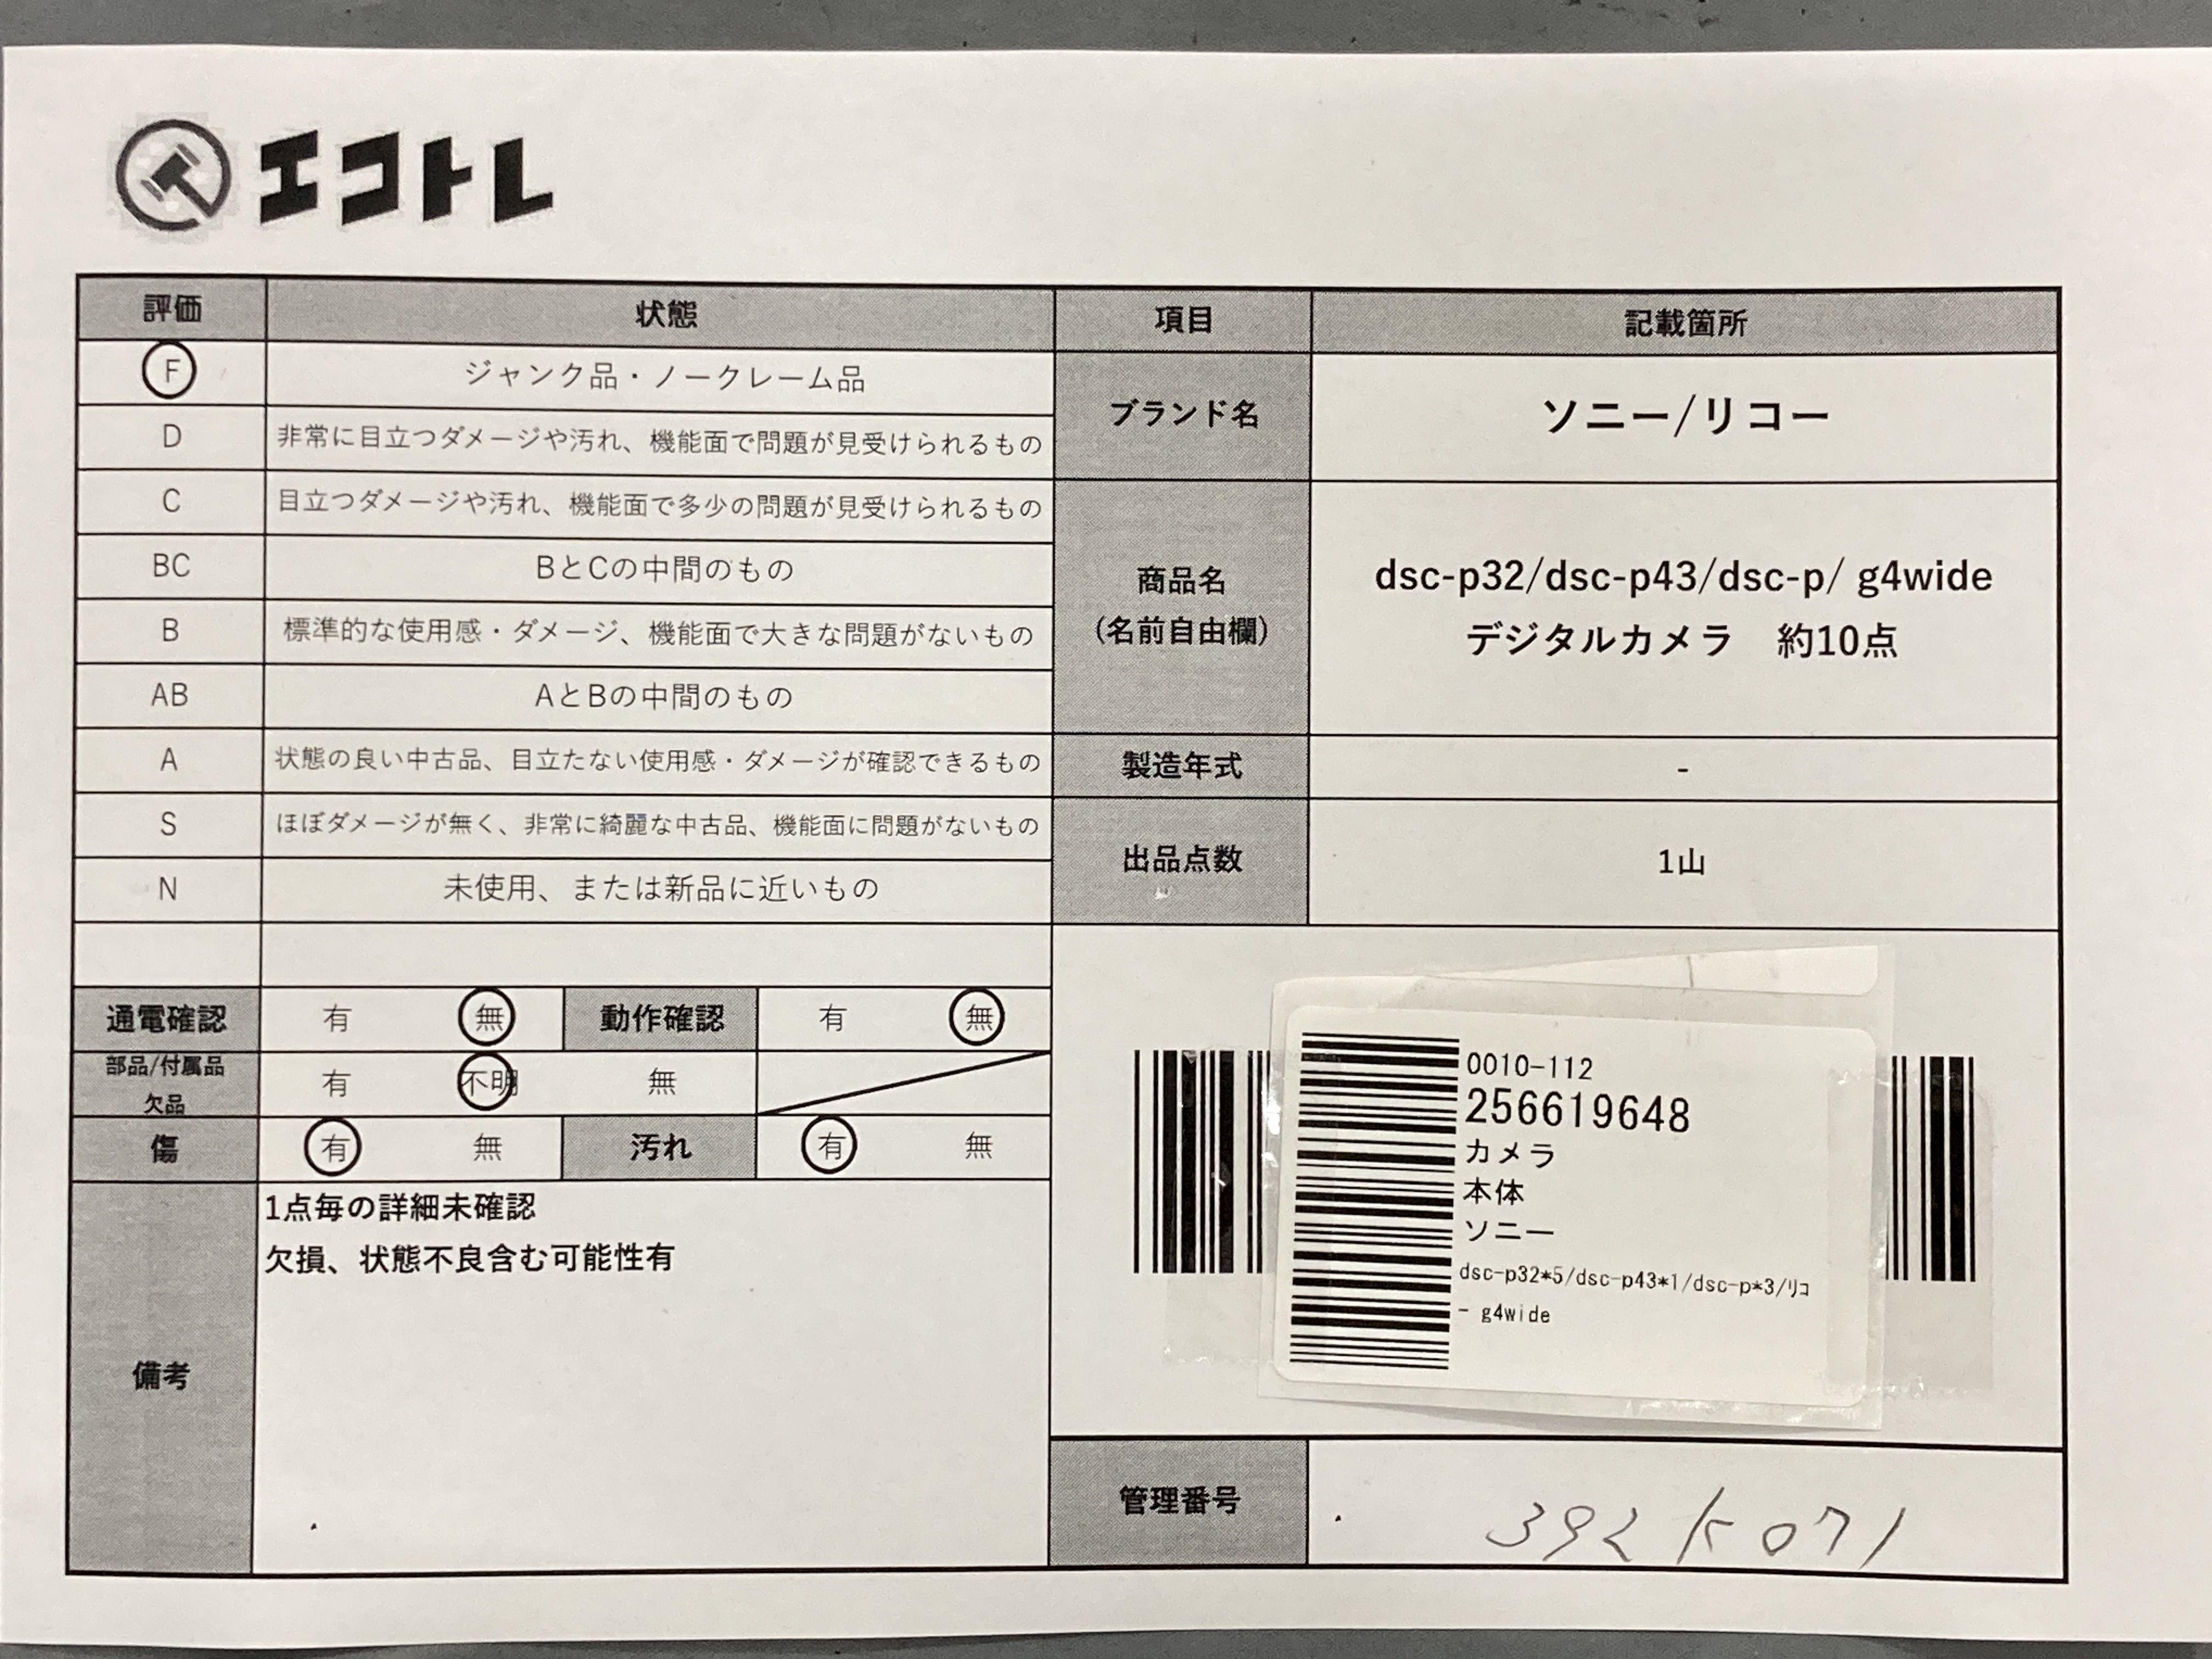 エコトレ
評価 状態 項目 記載箇所
F ジャンク品・ノークレーム品
D 非常に目立つダメージや汚れ、機能面で問題が見受けられるもの
ブランド名 ソニー/リコー
C 目立つダメージや汚れ、機能面で多少の問題が見受けられるもの
BC BとCの中間のもの
B 標準的な使用感・ダメージ、機能面で大きな問題がないもの
AB AとBの中間のもの
商品名
(名前自由欄)
dsc-p32/dsc-p43/dsc-p/ g4wide
デジタルカメラ 約10点
A 状態の良い中古品、目立たない使用感・ダメージが確認できるもの
製造年式 -
S ほぼダメージが無く、非常に綺麗な中古品、機能面に問題がないもの
N 未使用、または新品に近いもの
出品点数 1山
通電確認 有 無 動作確認 有 無
部品/付属品
欠品
有 不明 無
傷 有 無 汚れ 有 無
備考
1点毎の詳細未確認
欠損、状態不良含む可能性有
0010-112
256619648
カメラ
本体
ソニー
dsc-p32*5/dsc-p43*1/dsc-p*3/ﾘｺ
- g4wide
管理番号 392K071